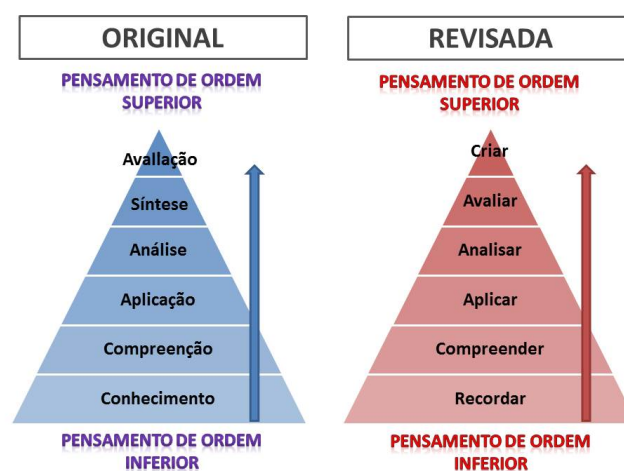 ORIGINAL
PENSAMENTO DE ORDEM
SUPERIOR
Avallação
Síntese
Análise
Aplicação
Compreenção
Conhecimento
PENSAMENTO DE ORDEM
INFERIOR
REVISADA
PENSAMENTO DE ORDEM
SUPERIOR
Criar
Avaliar
Analisar
Aplicar
Compreender
Recordar
PENSAMENTO DE ORDEM
INFERIOR